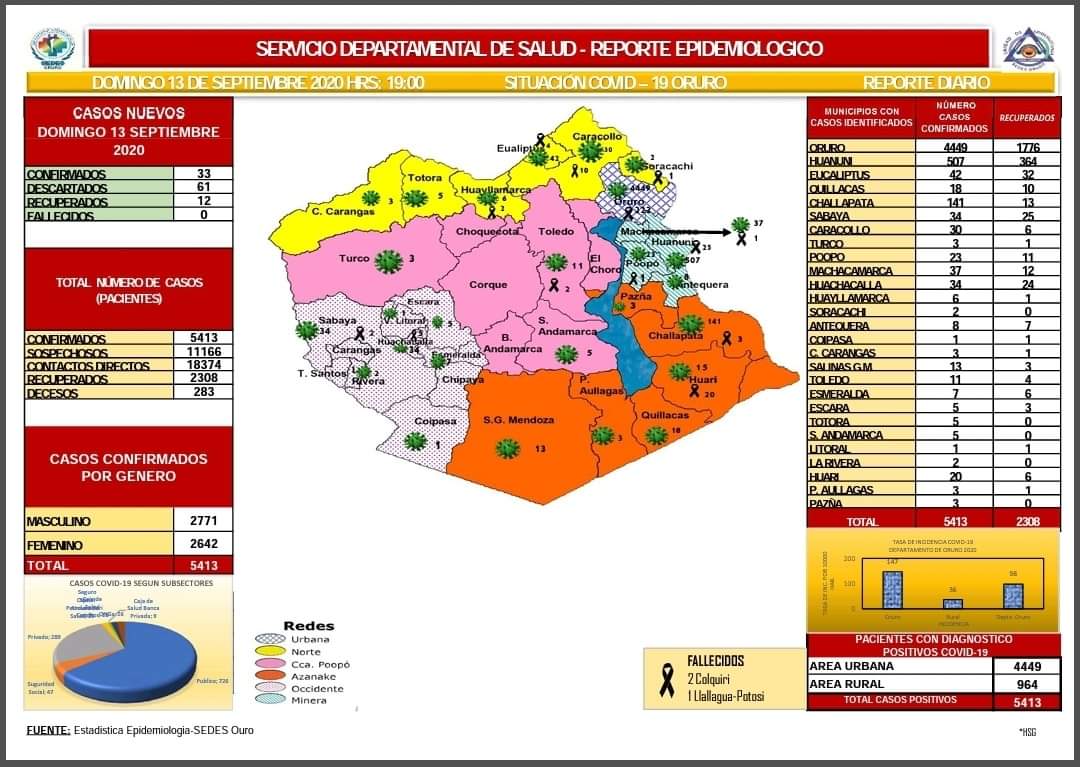 SERVICIO DEPARTAMENTAL DE SALUD - REPORTE EPIDEMIOLOGICO
DOMINGO 13 DE SEPTIEMBRE 2020 HRS: 19:00 SITUACIÓN COVID – 19 ORURO REPORTE DIARIO
CASOS NUEVOS
DOMINGO 13 SEPTIEMBRE
2020
CONFIRMADOS 33
DESCARTADOS 61
RECUPERADOS 12
FALLECIDOS 0
TOTAL NÚMERO DE CASOS
(PACIENTES)
CONFIRMADOS 5413
SOSPECHOSOS 11166
CONTACTOS DIRECTOS 18374
RECUPERADOS 2308
DECESOS 283
CASOS CONFIRMADOS
POR GENERO
MASCULINO 2771
FEMENINO 2642
TOTAL 5413
CASOS COVID-19 SEGUN SUBSECTORES
Seguro
Caja de
Salud Banca
Privada; 8
Privado; 289
Seguridad
Social; 47
Publico; 726
Caracollo
30
10
Eualiptus
4
42
Soracachi
2
1
Totora
5
Huayllamarca
6
2
C. Carangas
3
4449
Oruro
222
Choquecota
Toledo
11
2
Machacamarca
37
1
Huanuni
23
507
Turco
3
El
Choro
Poopó
23
1
8
Antequera
Corque
Pazña
3
Escara
Sabaya
34
2
Litoral
5
Huachacalla
34
Carangas
Esmeralda
7
T. Santos
Rivera
2
Chipaya
S.
Andamarca
5
B.
Andamarca
Challapata
141
3
15
Huari
20
P.
Aullagas
3
Quillacas
18
Coipasa
1
S.G. Mendoza
13
Redes
Urbana
Norte
Cca. Poopó
Azanake
Occidente
Minera
FALLECIDOS
2 Colquiri
1 Llallagua-Potosi
MUNICIPIOS CON
CASOS IDENTIFICADOS
NÚMERO
CASOS
CONFIRMADOS
RECUPERADOS
ORURO 4449 1776
HUANUNI 507 364
EUCALIPTUS 42 32
QUILLACAS 18 10
CHALLAPATA 141 13
SABAYA 34 25
CARACOLLO 30 6
TURCO 3 1
POOPO 23 11
MACHACAMARCA 37 12
HUACHACALLA 34 24
HUAYLLAMARCA 6 1
SORACACHI 2 0
ANTEQUERA 8 7
COIPASA 1 1
C. CARANGAS 3 1
SALINAS G.M 13 3
TOLEDO 11 4
ESMERALDA 7 6
ESCARA 5 3
TOTORA 5 0
S. ANDAMARCA 5 0
LITORAL 1 1
LA RIVERA 2 0
HUARI 20 6
P. AULLAGAS 3 1
PAZÑA 3 0
TOTAL 5413 2308
TASA DE INCIDENCIA COVID-19
DEPARTAMENTO DE ORURO 2020
TASA DE INC. POR 10000
HAB.
200
100
0
147
36
98
Oruro
Rural
Depto. Oruro
INCIDENCIA
PACIENTES CON DIAGNOSTICO
POSITIVOS COVID-19
AREA URBANA 4449
AREA RURAL 964
TOTAL CASOS POSITIVOS 5413
FUENTE: Estadistica Epidemiologia-SEDES Ouro
*HSG